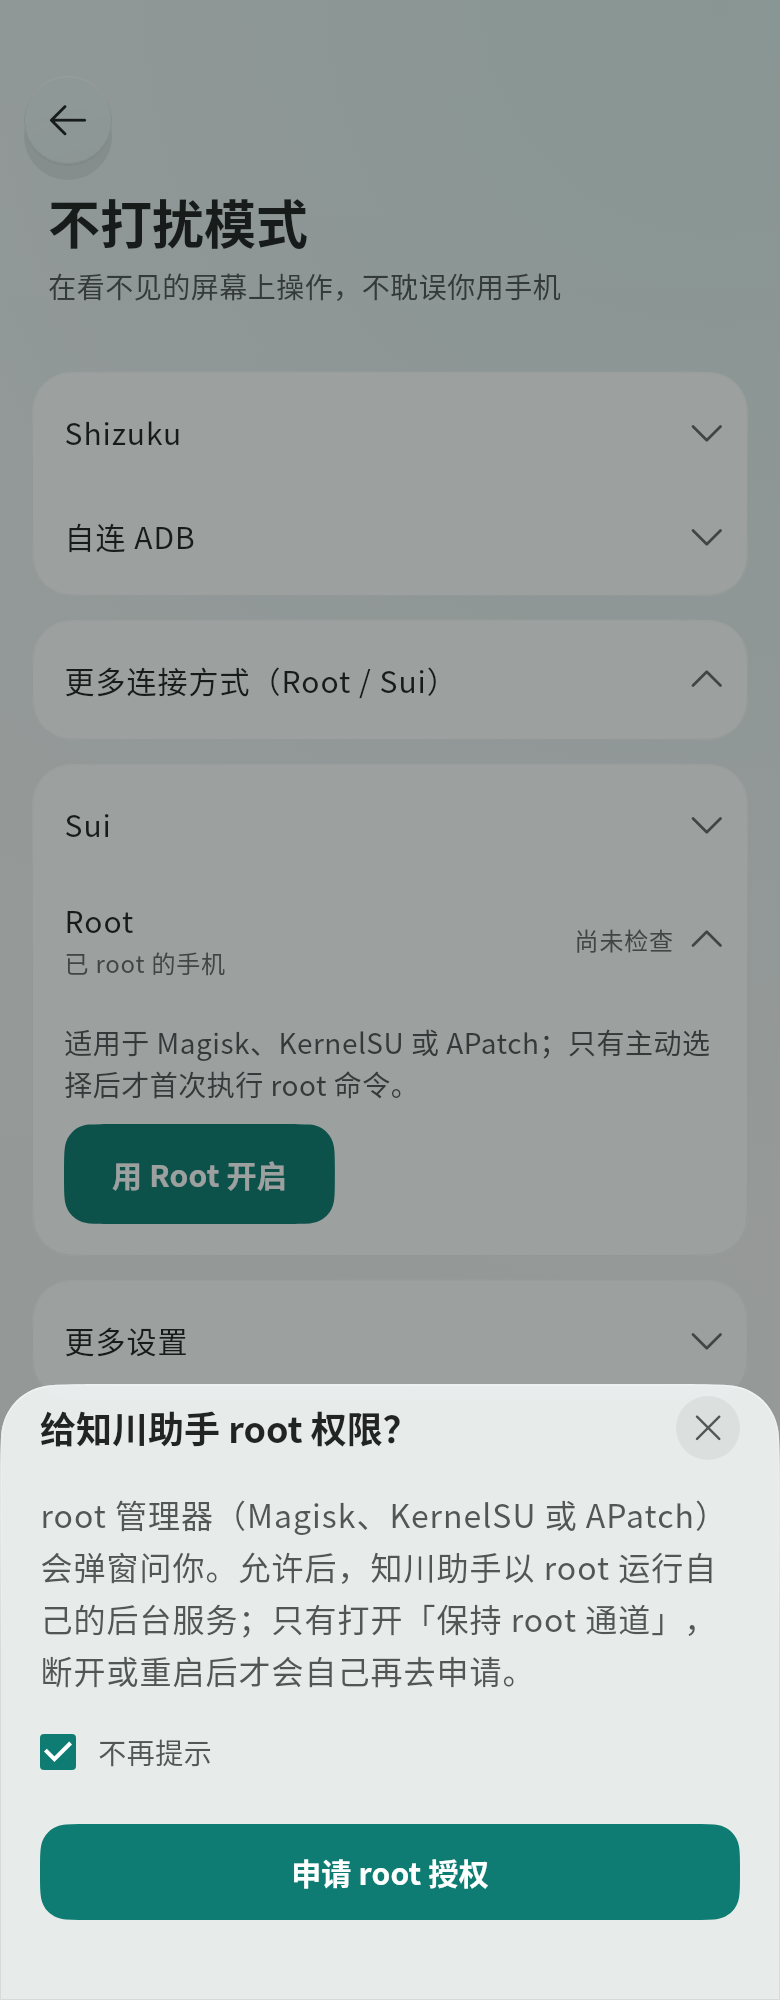 不打扰模式
在看不见的屏幕上操作，不耽误你用手机
Shizuku
自连 ADB
更多连接方式（Root / Sui）
Sui
Root
已 root 的手机
尚未检查
适用于 Magisk、KernelSU 或 APatch；只有主动选
择后才首次执行 root 命令。
用 Root 开启
更多设置
给知川助手 root 权限？
root 管理器（Magisk、KernelSU 或 APatch）
会弹窗问你。允许后，知川助手以 root 运行自
己的后台服务；只有打开「保持 root 通道」，
断开或重启后才会自己再去申请。
不再提示
申请 root 授权